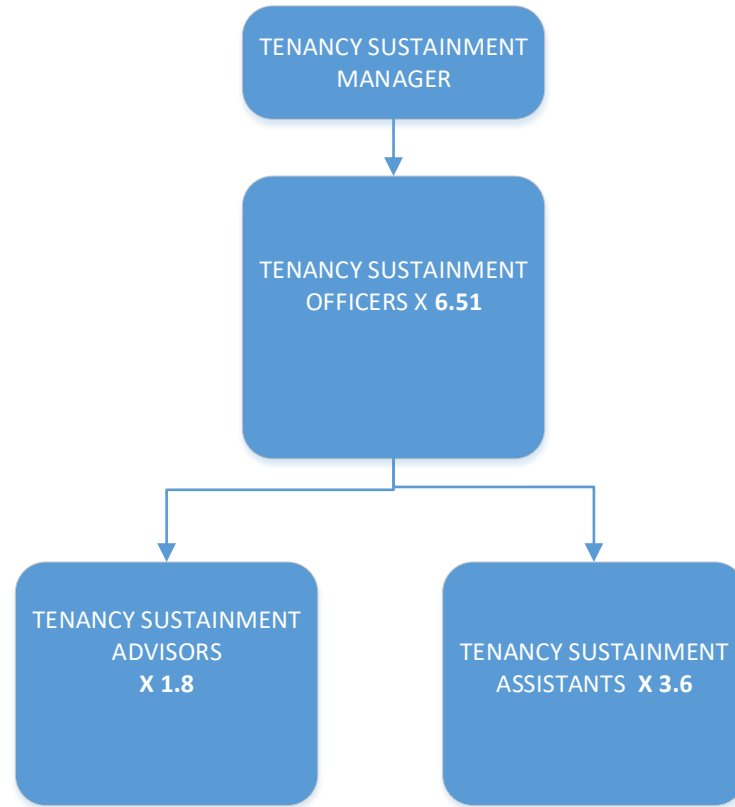 TENANCY SUSTAINMENT
MANAGER
TENANCY SUSTAINMENT
OFFICERS X 6.51
TENANCY SUSTAINMENT
ADVISORS
X 1.8
TENANCY SUSTAINMENT
ASSISTANTS X 3.6